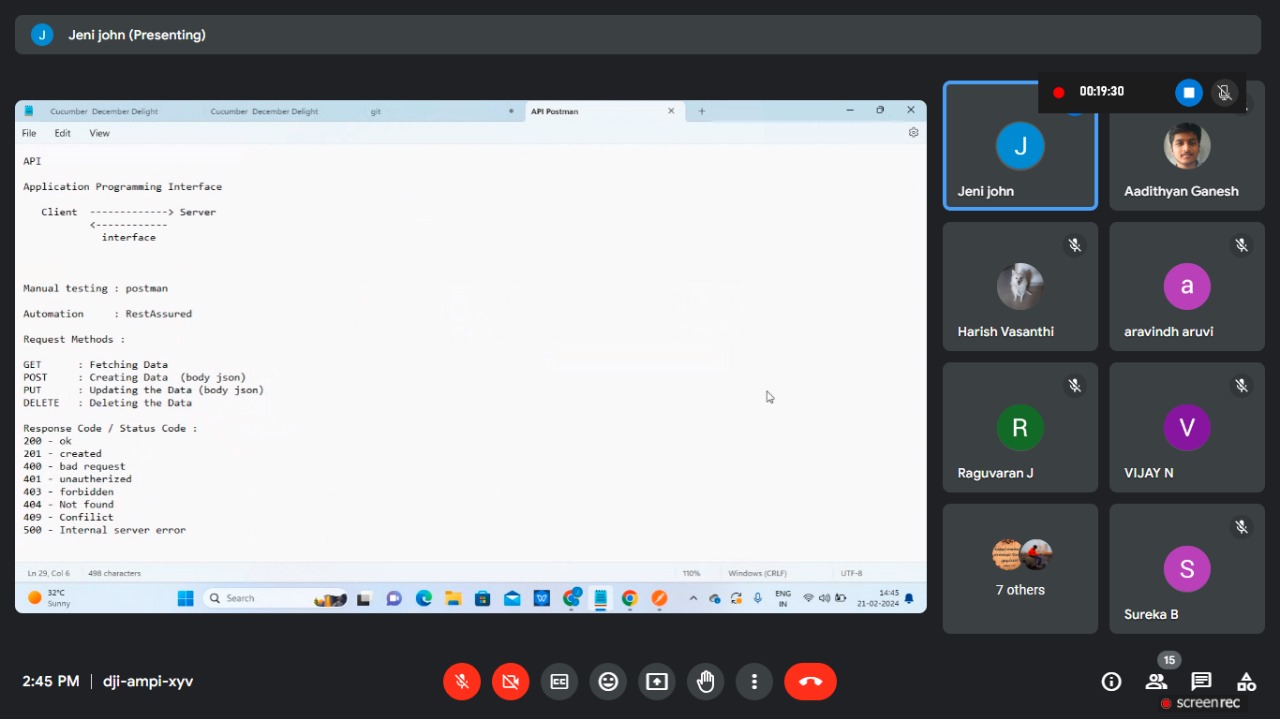 J Jeni john (Presenting)
00:19:30
Cucumber December Delight
Cucumber December Delight
git
API Postman
File Edit View
API
Application Programming Interface
Client -------------> Server
<------------
interface
Manual testing : postman
Automation : RestAssured
Request Methods :
GET : Fetching Data
POST : Creating Data (body json)
PUT : Updating the Data (body json)
DELETE : Deleting the Data
Response Code / Status Code :
200 - ok
201 - created
400 - bad request
401 - unautherized
403 - forbidden
404 - Not found
409 - Confilict
500 - Internal server error
Ln 29, Col 6 498 characters 110% Windows (CRLF) UTF-8
32°C
Sunny
Search
ENG
IN
14:45
21-02-2024
J
Jeni john
Aadithyan Ganesh
Harish Vasanthi
a
aravindh aruvi
R
Raguvaran J
V
VIJAY N
7 others
S
Sureka B
2:45 PM | dji-ampi-xyv
15
screenrec